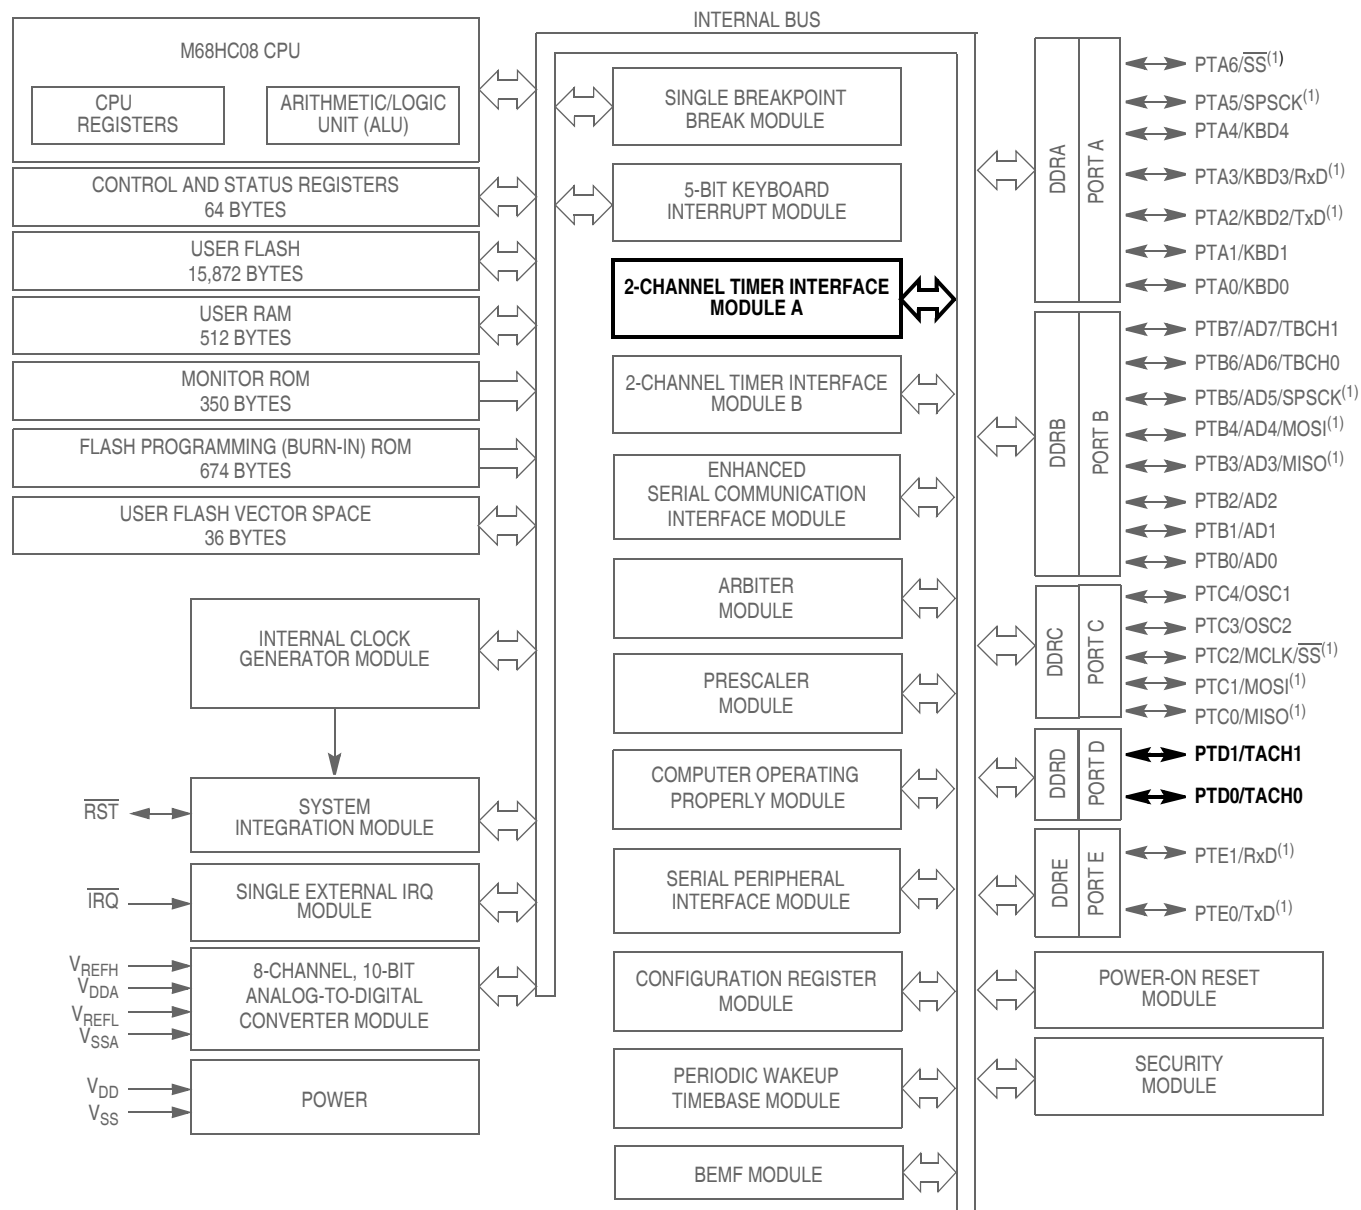 INTERNAL BUS
M68HC08 CPU
CPU
REGISTERS
ARITHMETIC/LOGIC
UNIT (ALU)
CONTROL AND STATUS REGISTERS
64 BYTES
USER FLASH
15,872 BYTES
USER RAM
512 BYTES
MONITOR ROM
350 BYTES
FLASH PROGRAMMING (BURN-IN) ROM
674 BYTES
USER FLASH VECTOR SPACE
36 BYTES
INTERNAL CLOCK
GENERATOR MODULE
RST
SYSTEM
INTEGRATION MODULE
IRQ
SINGLE EXTERNAL IRQ
MODULE
VREFH
VDDA
VREFL
VSSA
8-CHANNEL, 10-BIT
ANALOG-TO-DIGITAL
CONVERTER MODULE
VDD
VSS
POWER
SINGLE BREAKPOINT
BREAK MODULE
5-BIT KEYBOARD
INTERRUPT MODULE
2-CHANNEL TIMER INTERFACE
MODULE A
2-CHANNEL TIMER INTERFACE
MODULE B
ENHANCED
SERIAL COMMUNICATION
INTERFACE MODULE
ARBITER
MODULE
PRESCALER
MODULE
COMPUTER OPERATING
PROPERLY MODULE
SERIAL PERIPHERAL
INTERFACE MODULE
CONFIGURATION REGISTER
MODULE
PERIODIC WAKEUP
TIMEBASE MODULE
BEMF MODULE
DDRA
PORT A
PTA6/SS(1)
PTA5/SPSCK(1)
PTA4/KBD4
PTA3/KBD3/RxD(1)
PTA2/KBD2/TxD(1)
PTA1/KBD1
PTA0/KBD0
DDRB
PORT B
PTB7/AD7/TBCH1
PTB6/AD6/TBCH0
PTB5/AD5/SPSCK(1)
PTB4/AD4/MOSI(1)
PTB3/AD3/MISO(1)
PTB2/AD2
PTB1/AD1
PTB0/AD0
DDRC
PORT C
PTC4/OSC1
PTC3/OSC2
PTC2/MCLK/SS(1)
PTC1/MOSI(1)
PTC0/MISO(1)
DDRD
PORT D
PTD1/TACH1
PTD0/TACH0
DDRE
PORT E
PTE1/RxD(1)
PTE0/TxD(1)
POWER-ON RESET
MODULE
SECURITY
MODULE